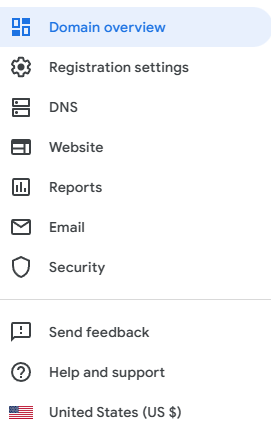 Domain overview
Registration settings
DNS
Website
Reports
Email
Security
Send feedback
Help and support
United States (US $)